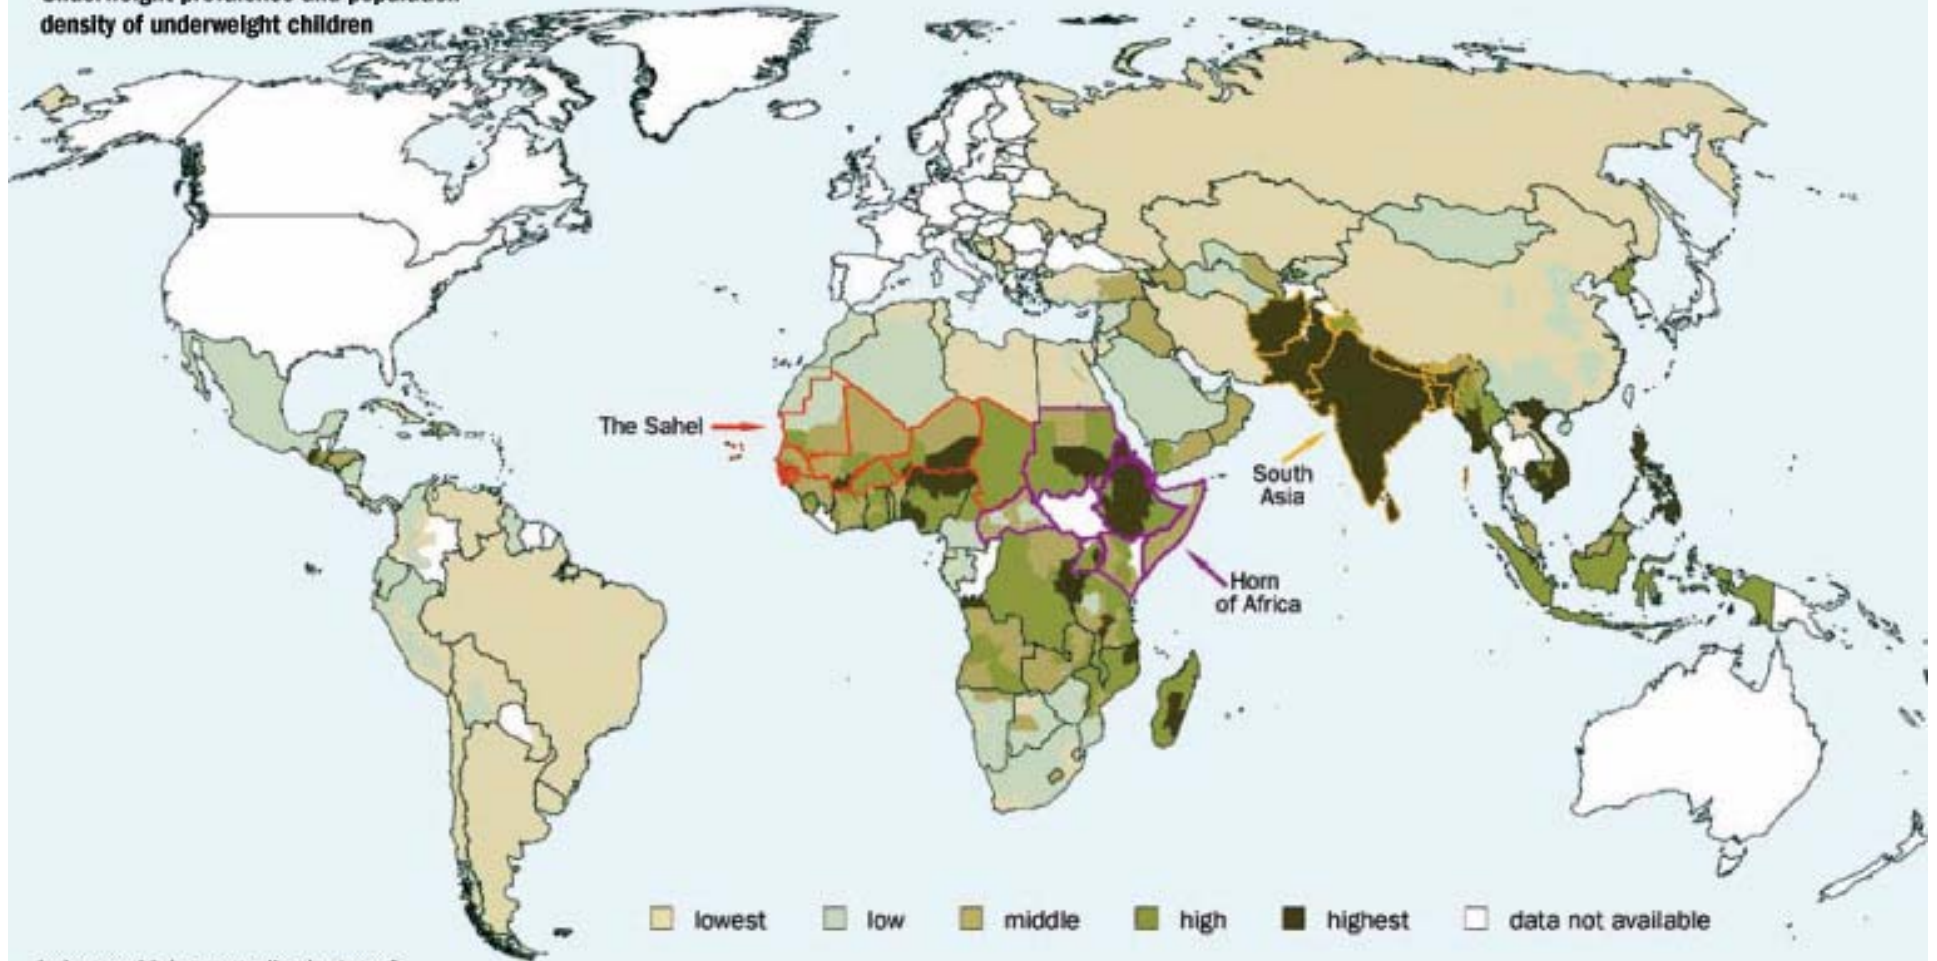 density of underweight children
The Sahel
South
Asia
Horn
of Africa
lowest
low
middle
high
highest
data not available